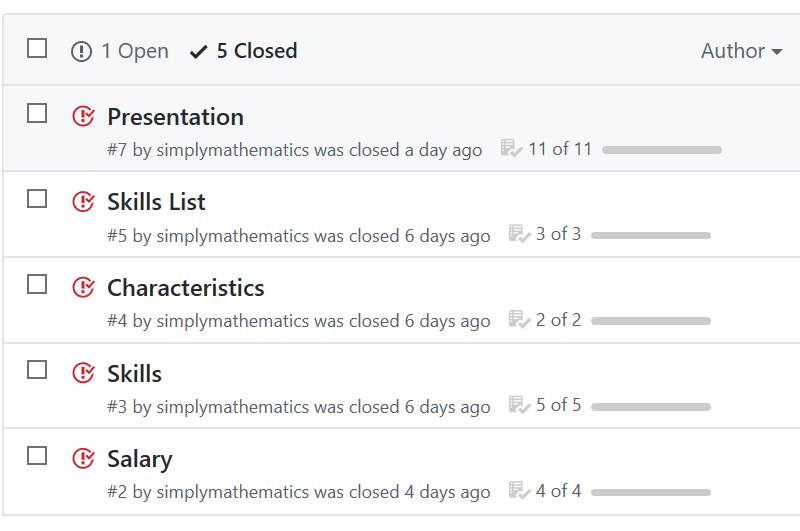 1 Open 5 Closed Author
Presentation
#7 by simplymathematics was closed a day ago 11 of 11
Skills List
#5 by simplymathematics was closed 6 days ago 3 of 3
Characteristics
#4 by simplymathematics was closed 6 days ago 2 of 2
Skills
#3 by simplymathematics was closed 6 days ago 5 of 5
Salary
#2 by simplymathematics was closed 4 days ago 4 of 4